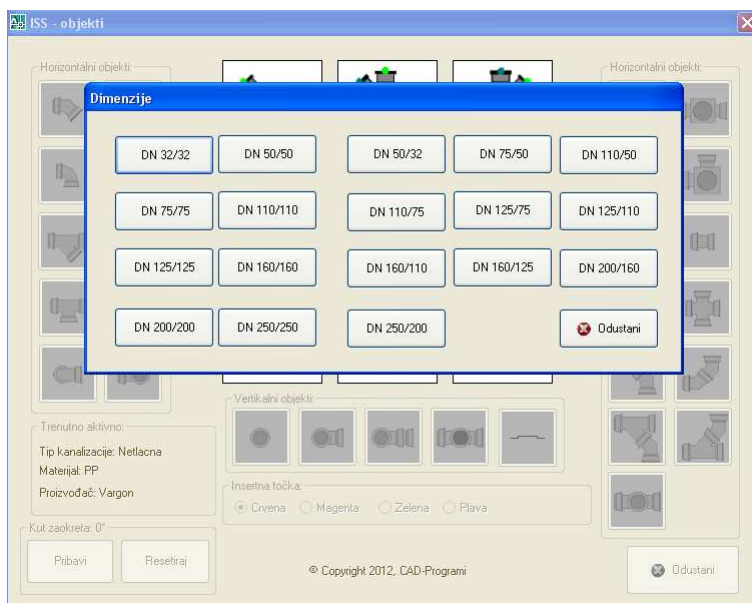 ISS - objekti
Horizontalni objekti:
Horizontalni objekti:
Dimenzije
DN 32/32
DN 50/50
DN 50/32
DN 75/50
DN 110/50
DN 75/75
DN 110/110
DN 110/75
DN 125/75
DN 125/110
DN 125/125
DN 160/160
DN 160/110
DN 160/125
DN 200/160
DN 200/200
DN 250/250
DN 250/200
Odustani
Vertikalni objekti:
Trenutno aktivno:
Tip kanalizacije: Netlacna
Materijal: PP
Proizvođač: Vargon
Insertna točka:
Crvena
Magenta
Zelena
Plava
Kut zaokreta: 0°
Pribavi
Resetiraj
© Copyright 2012, CAD-Programi
Odustani